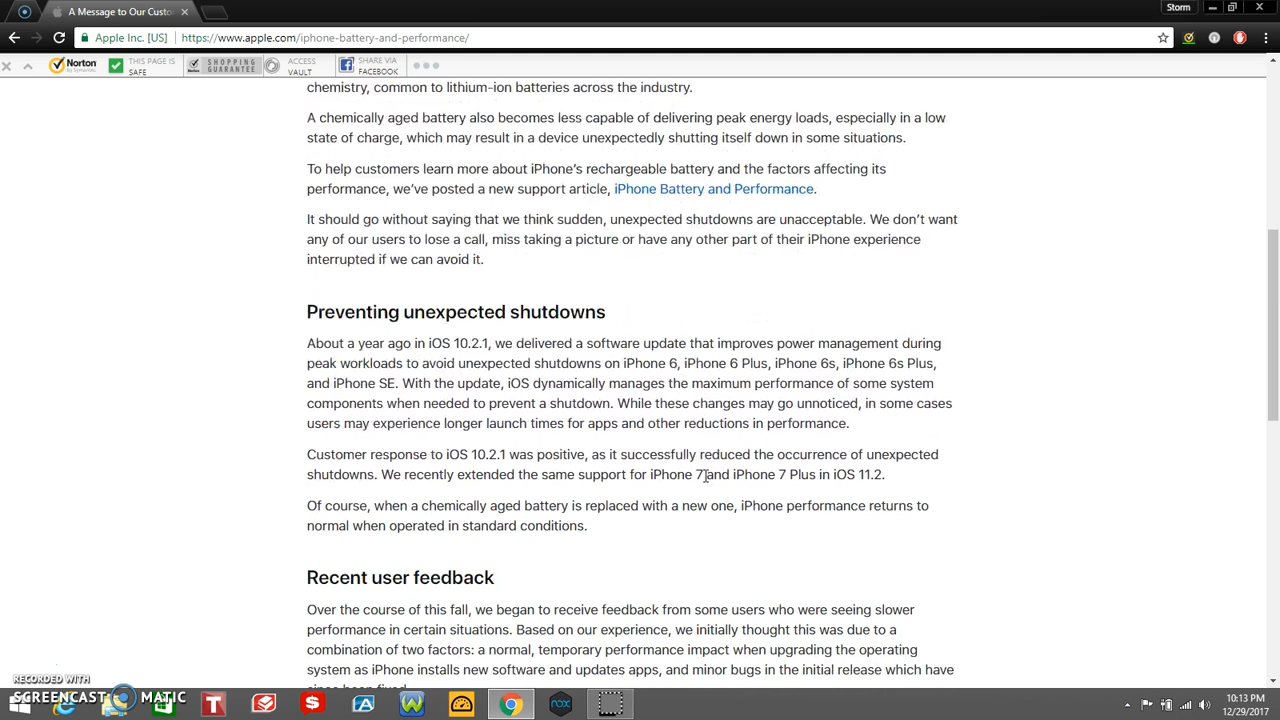 A Message to Our Custo
Storm
Apple Inc. [US]
https://www.apple.com/iphone-battery-and-performance/
Norton
by Symantec
THIS PAGE IS
SAFE
Norton
SHOPPING
GUARANTEE
ACCESS
VAULT
SHARE VIA
FACEBOOK
chemistry, common to lithium-ion batteries across the industry.
A chemically aged battery also becomes less capable of delivering peak energy loads, especially in a low
state of charge, which may result in a device unexpectedly shutting itself down in some situations.
To help customers learn more about iPhone’s rechargeable battery and the factors affecting its
performance, we’ve posted a new support article, iPhone Battery and Performance.
It should go without saying that we think sudden, unexpected shutdowns are unacceptable. We don’t want
any of our users to lose a call, miss taking a picture or have any other part of their iPhone experience
interrupted if we can avoid it.
Preventing unexpected shutdowns
About a year ago in iOS 10.2.1, we delivered a software update that improves power management during
peak workloads to avoid unexpected shutdowns on iPhone 6, iPhone 6 Plus, iPhone 6s, iPhone 6s Plus,
and iPhone SE. With the update, iOS dynamically manages the maximum performance of some system
components when needed to prevent a shutdown. While these changes may go unnoticed, in some cases
users may experience longer launch times for apps and other reductions in performance.
Customer response to iOS 10.2.1 was positive, as it successfully reduced the occurrence of unexpected
shutdowns. We recently extended the same support for iPhone 7 and iPhone 7 Plus in iOS 11.2.
Of course, when a chemically aged battery is replaced with a new one, iPhone performance returns to
normal when operated in standard conditions.
Recent user feedback
Over the course of this fall, we began to receive feedback from some users who were seeing slower
performance in certain situations. Based on our experience, we initially thought this was due to a
combination of two factors: a normal, temporary performance impact when upgrading the operating
system as iPhone installs new software and updates apps, and minor bugs in the initial release which have
since been fixed.
RECORDED WITH
SCREENCAST MATIC
T
S
A
W
nox
10:13 PM
12/29/2017